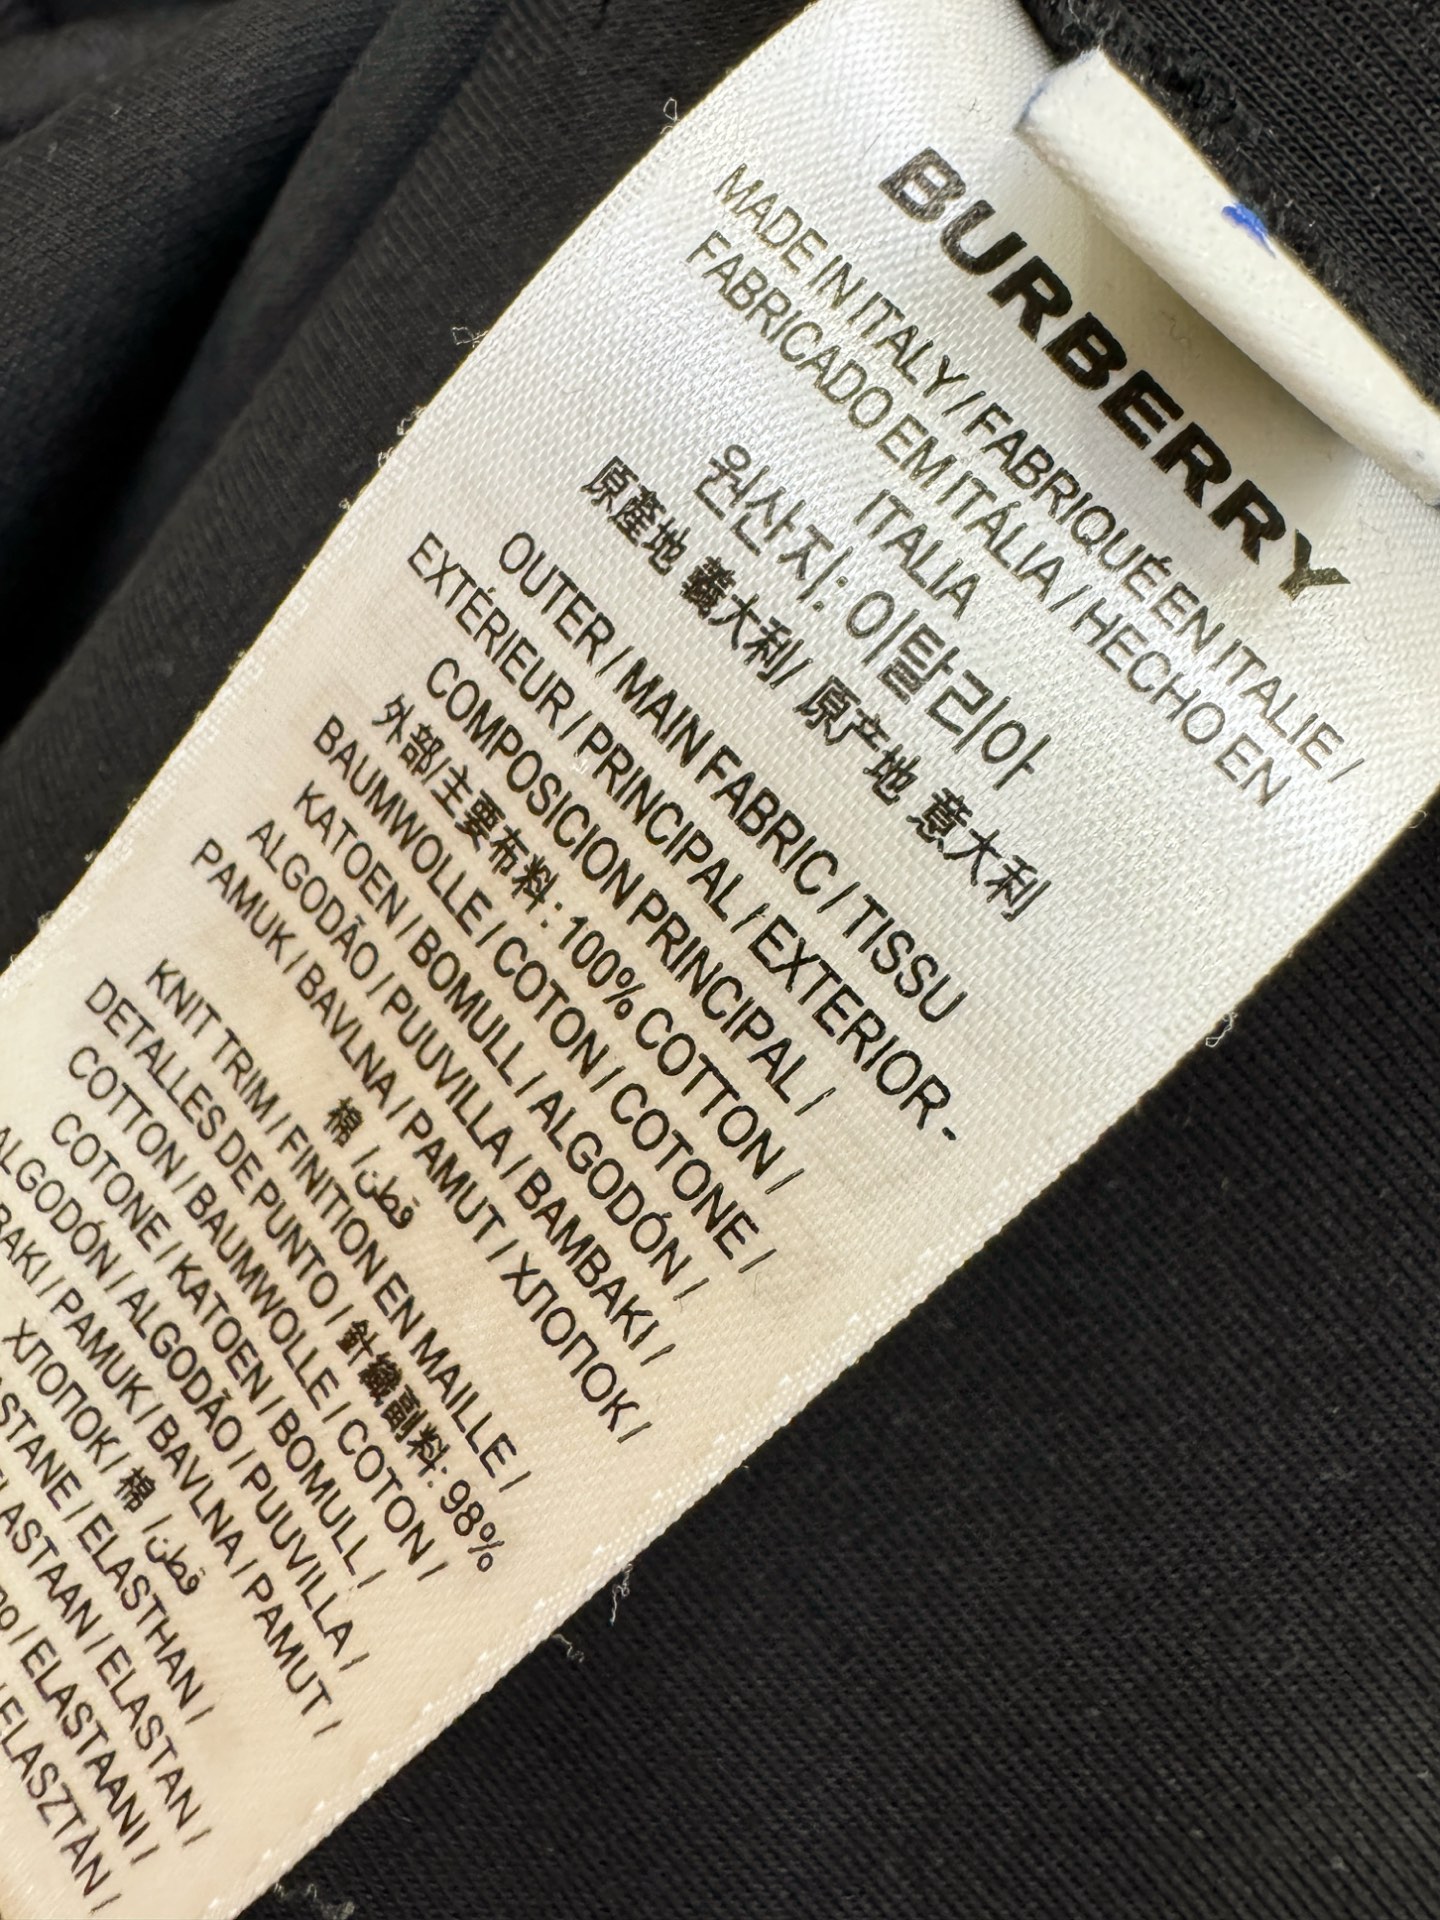 BURBERRY
MADE IN ITALY / FABRIQUÉ EN ITALIE /
FABRICADO EM ITÁLIA / HECHO EN
ITALIA
원산지: 이탈리아
原產地 義大利/ 原产地 意大利
OUTER / MAIN FABRIC / TISSU
EXTÉRIEUR / PRINCIPAL / EXTERIOR -
COMPOSICION PRINCIPAL /
外部/主要布料: 100% COTTON /
BAUMWOLLE / COTON / COTONE /
KATOEN / BOMULL / ALGODÓN /
ALGODÃO / PUUVILLA / BAMBAKI /
PAMUK / BAVLNA / PAMUT / ХЛОПОК /
棉 / قطن
KNIT TRIM / FINITION EN MAILLE /
DETALLES DE PUNTO / 針織副料: 98%
COTTON / BAUMWOLLE / COTON /
COTONE / KATOEN / BOMULL /
ALGODÓN / ALGODÃO / PUUVILLA /
BAKI / PAMUK / BAVLNA / PAMUT /
ХЛОПОК / 棉 / قطن
STANE / ELASTHAN /
ELASTAAN / ELASTAN /
/ ELASTAANI /
/ ELASZTÁN /